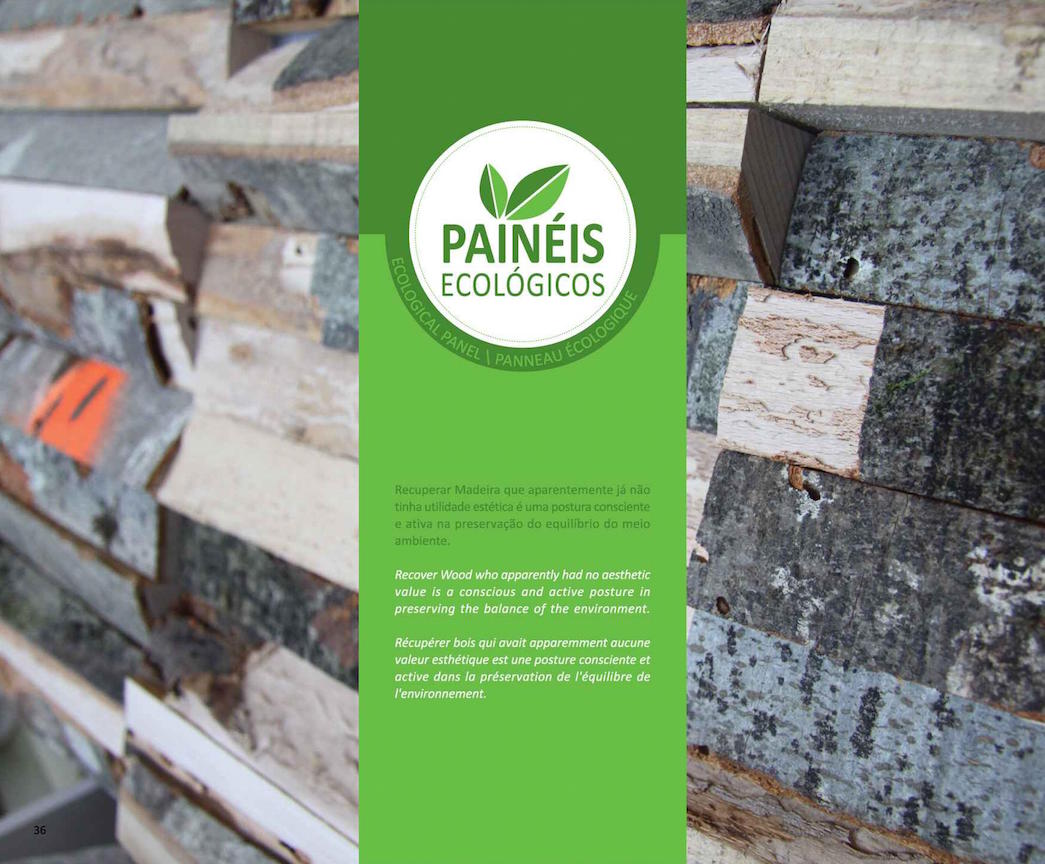 PAINÉIS
ECOLÓGICOS
ECOLOGICAL PANEL \ PANNEAU ÉCOLOGIQUE
Recuperar Madeira que aparentemente já não
tinha utilidade estética é uma postura consciente
e ativa na preservação do equilíbrio do meio
ambiente.
Recover Wood who apparently had no aesthetic
value is a conscious and active posture in
preserving the balance of the environment.
Récupérer bois qui avait apparemment aucune
valeur esthétique est une posture consciente et
active dans la préservation de l'équilibre de
l'environnement.
36